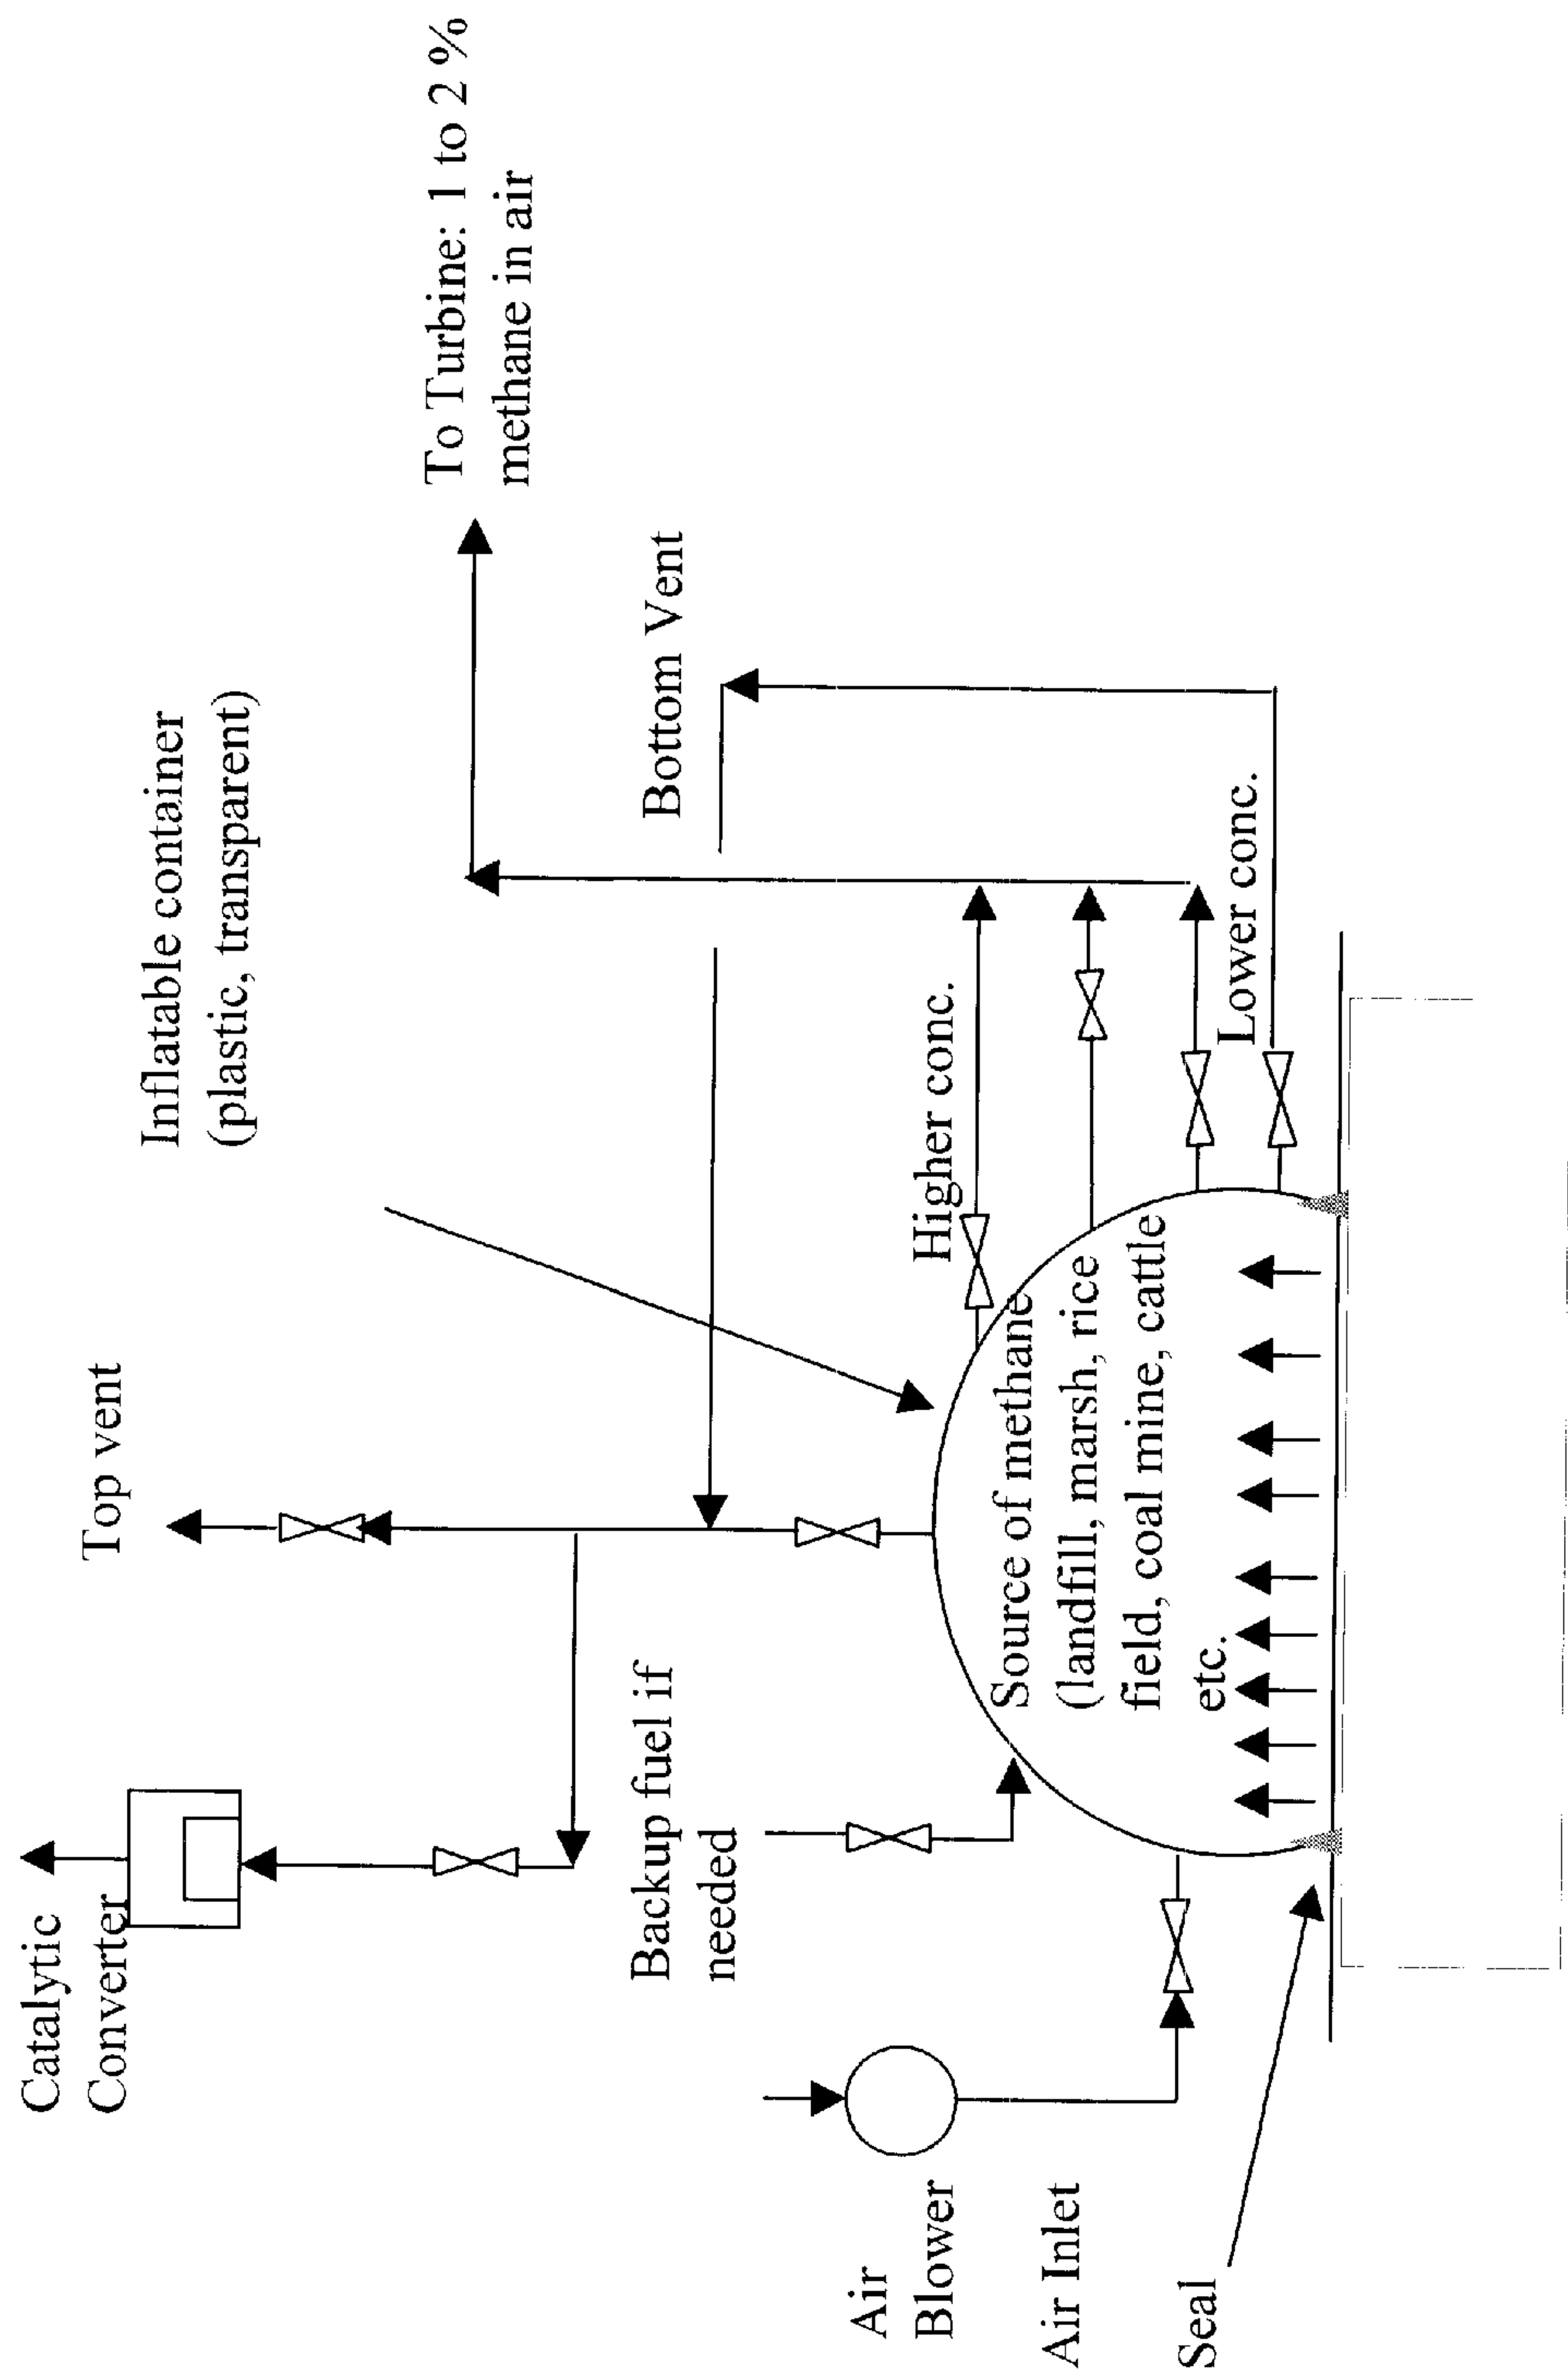 Catalytic
Converter
Top vent
Inflatable container
(plastic, transparent)
To Turbine: 1 to 2 %
methane in air
Backup fuel if
needed
Bottom Vent
Air
Blower
Higher conc.
Air Inlet
Source of methane
(landfill, marsh, rice
field, coal mine, cattle
etc.
Lower conc.
Seal